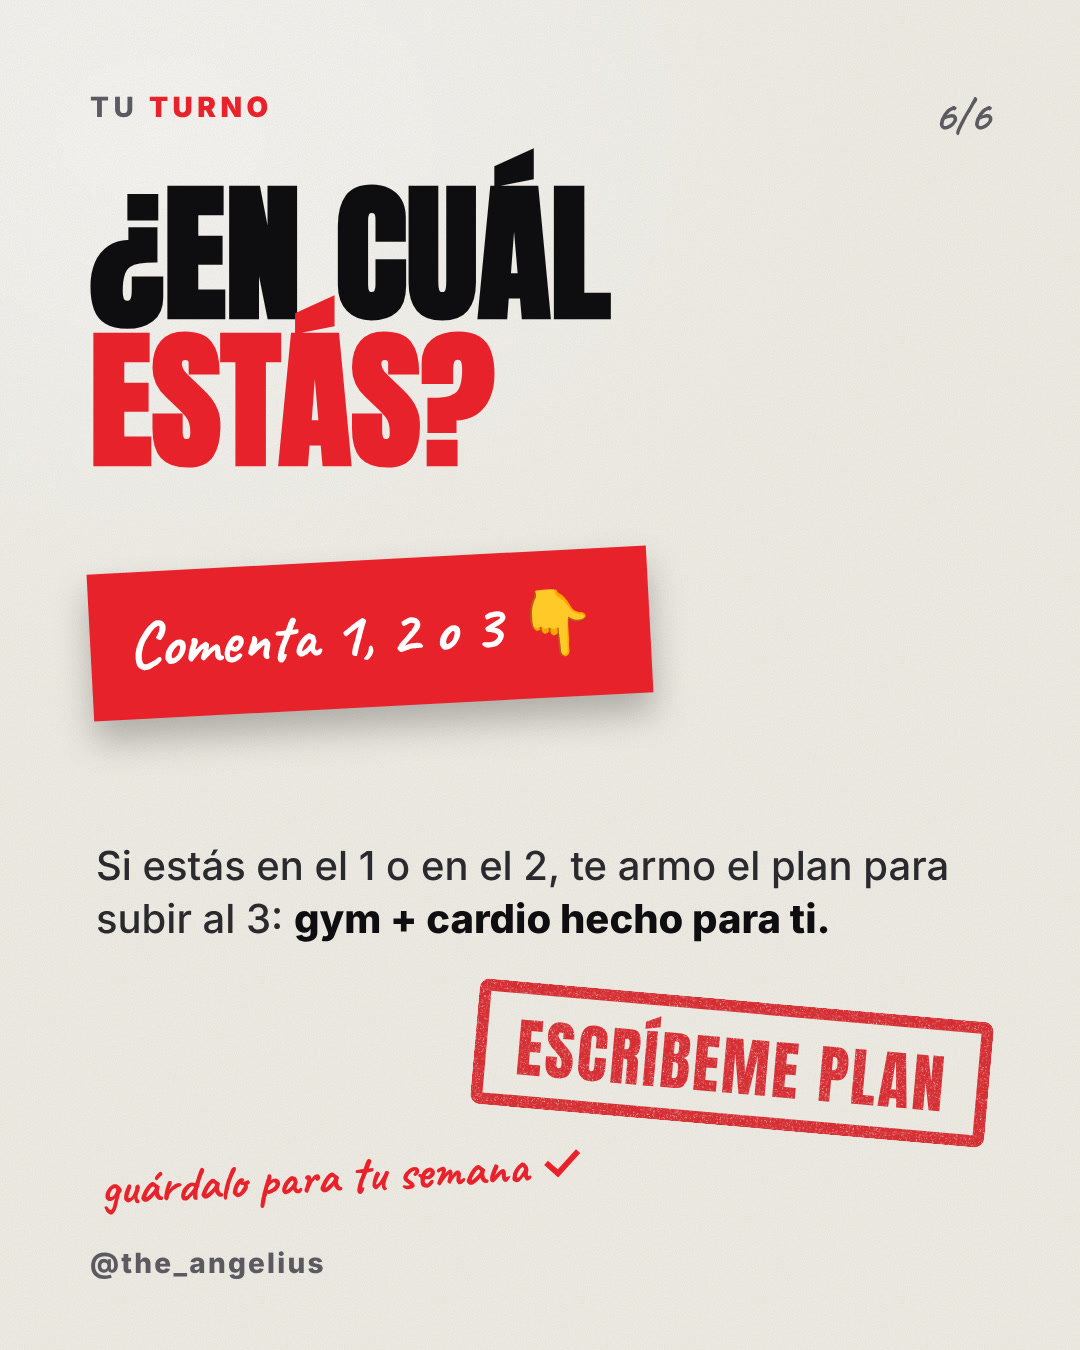 TU TURNO
6/6
¿EN CUÁL
ESTÁS?
Comenta 1, 2 o 3 👇
Si estás en el 1 o en el 2, te armo el plan para
subir al 3: gym + cardio hecho para ti.
ESCRÍBEME PLAN
guárdalo para tu semana ✓
@the_angelius